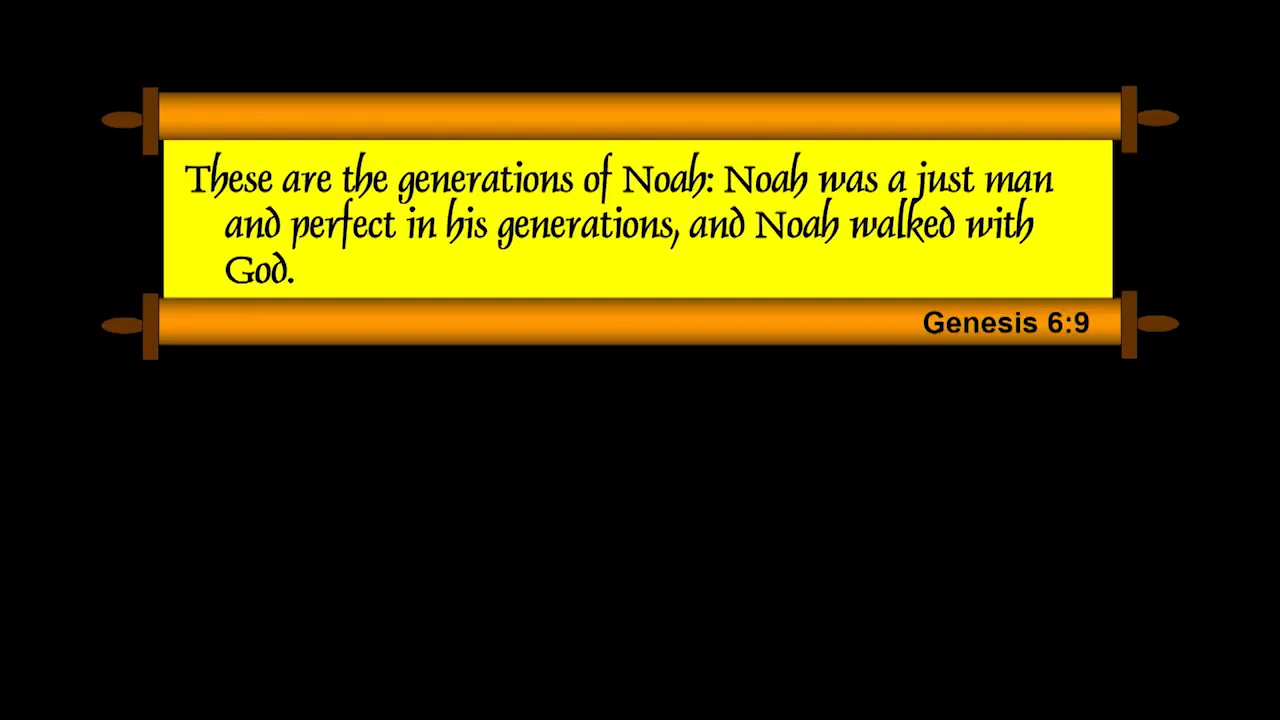 These are the generations of Noah: Noah was a just man
and perfect in his generations, and Noah walked with
God.
Genesis 6:9